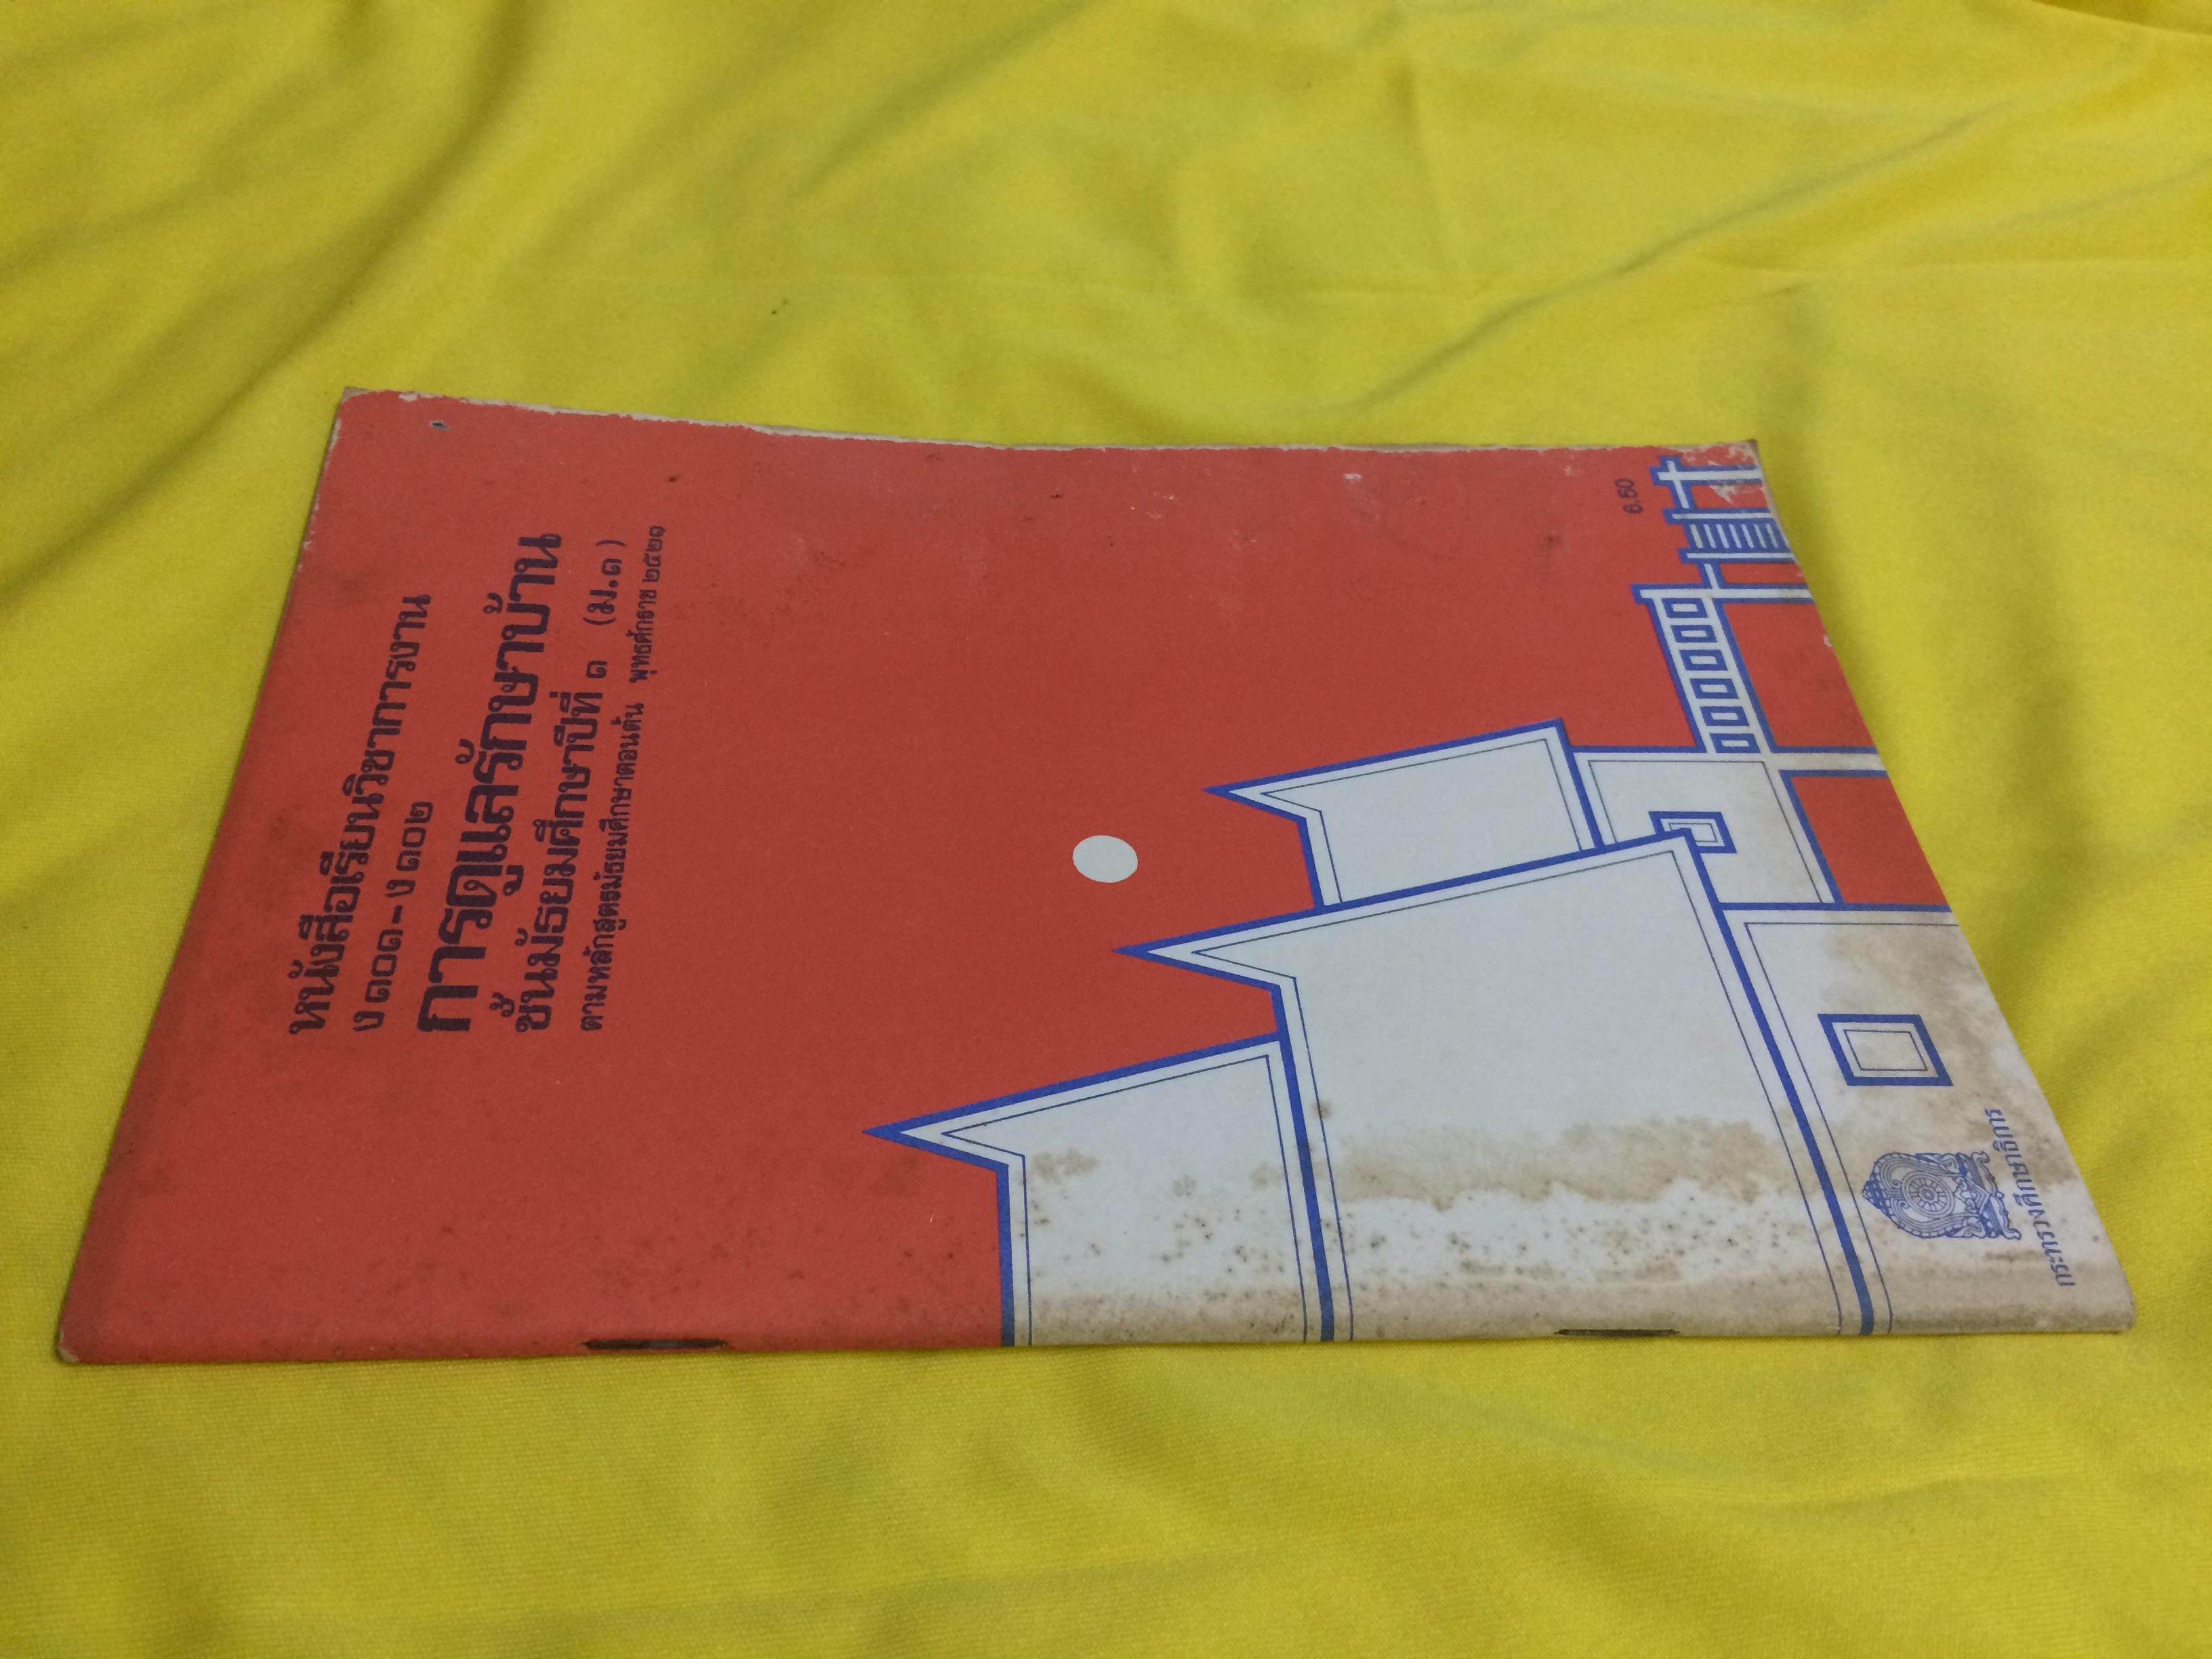 หนังสือเรียนวิชาการงาน
ง ๑๐๑-ง ๑๐๒
การดูแลรักษาบ้าน
ชั้นมัธยมศึกษาปีที่ ๑ (ม.๑)
ตามหลักสูตรมัธยมศึกษาตอนต้น พุทธศักราช ๒๕๒๑
6.50
กระทรวงศึกษาธิการ